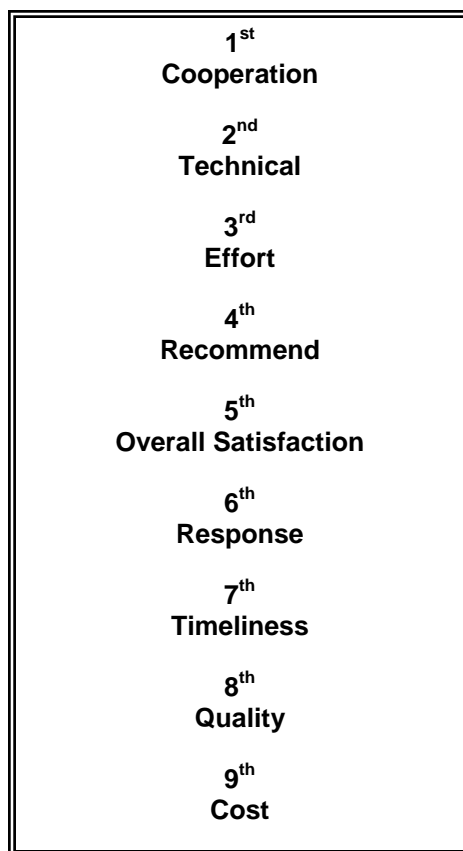 1st
Cooperation
2nd
Technical
3rd
Effort
4th
Recommend
5th
Overall Satisfaction
6th
Response
7th
Timeliness
8th
Quality
9th
Cost